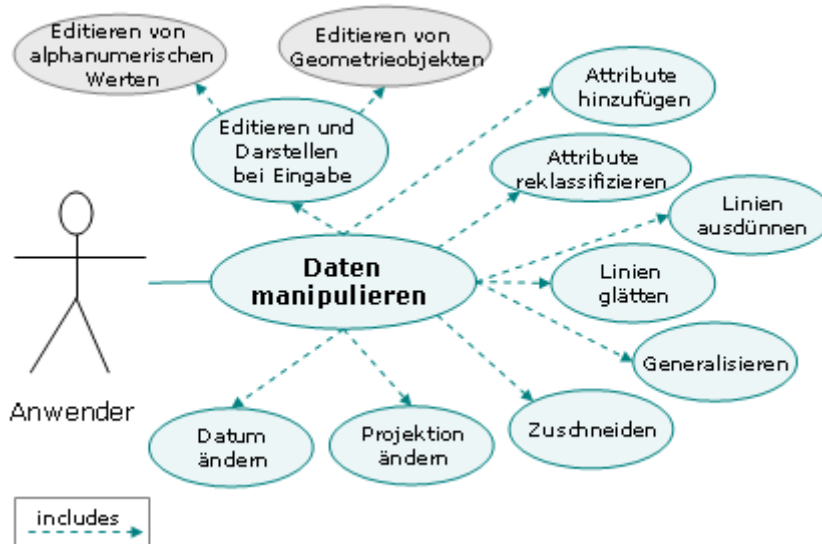 Editieren von
alphanumerischen
Werten
Editieren von
Geometrieobjekten
Attribute
hinzufügen
Editieren und
Darstellen
bei Eingabe
Attribute
reklassifizieren
Linien
ausdünnen
Daten
manipulieren
Linien
glätten
Generalisieren
Anwender
Datum
ändern
Projektion
ändern
Zuschneiden
includes